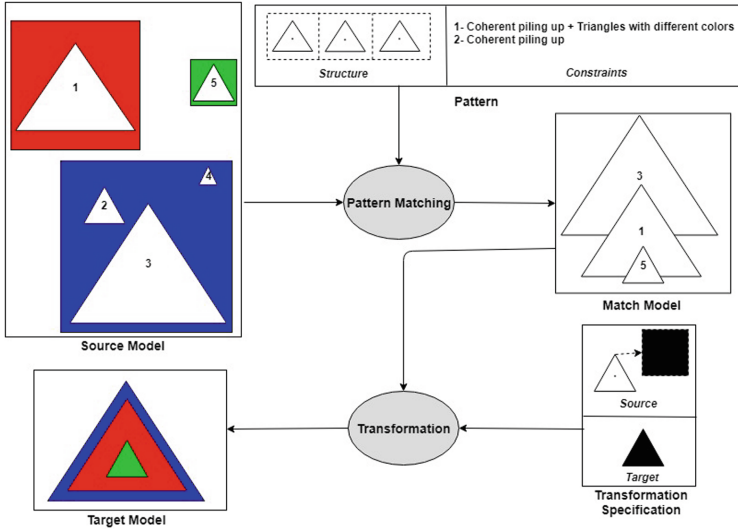 1
5
4
2
3
Source Model
Structure
1- Coherent piling up + Triangles with different colors
2- Coherent piling up
Constraints
Pattern
Pattern Matching
3
1
5
Match Model
Source
Target
Transformation
Specification
Transformation
Target Model